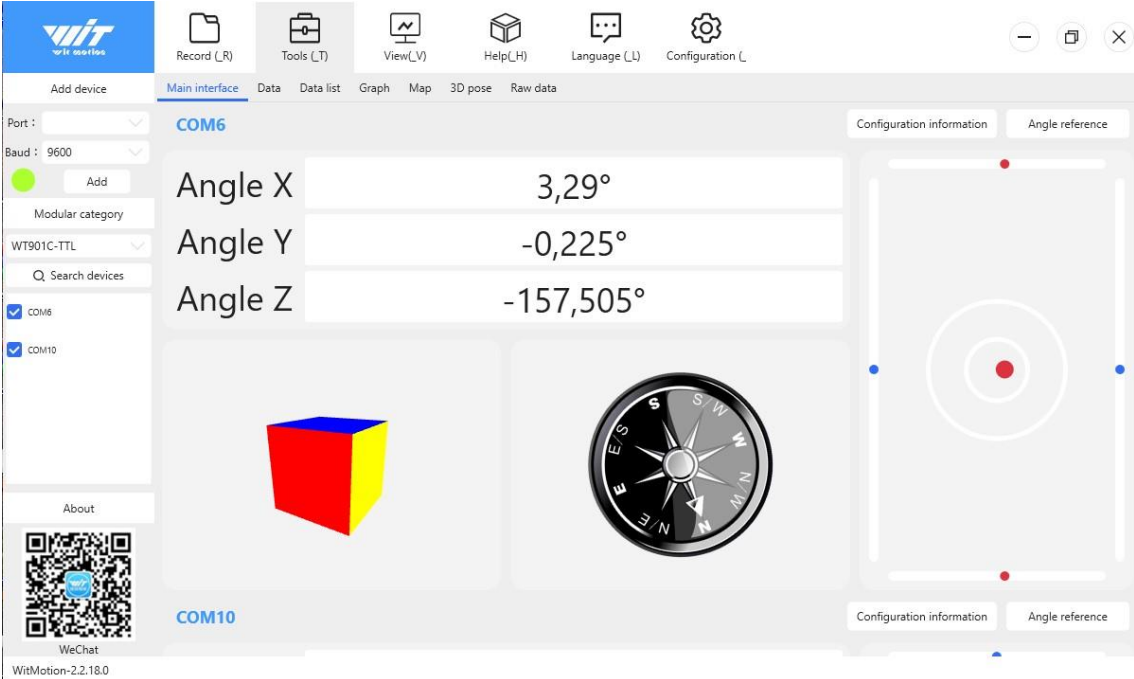 WiT
wit motion
Record (_R)
Tools (_T)
View(_V)
Help(_H)
Language (_L)
Configuration (_
Add device
Main interface Data Data list Graph Map 3D pose Raw data
Port :
Baud : 9600
Add
Modular category
WT901C-TTL
Search devices
COM6
COM10
About
WeChat
WitMotion-2.2.18.0
COM6
Configuration information
Angle reference
Angle X 3,29°
Angle Y -0,225°
Angle Z -157,505°
S
S/W
W
N/W
N
N/E
E
E/S
COM10
Configuration information
Angle reference